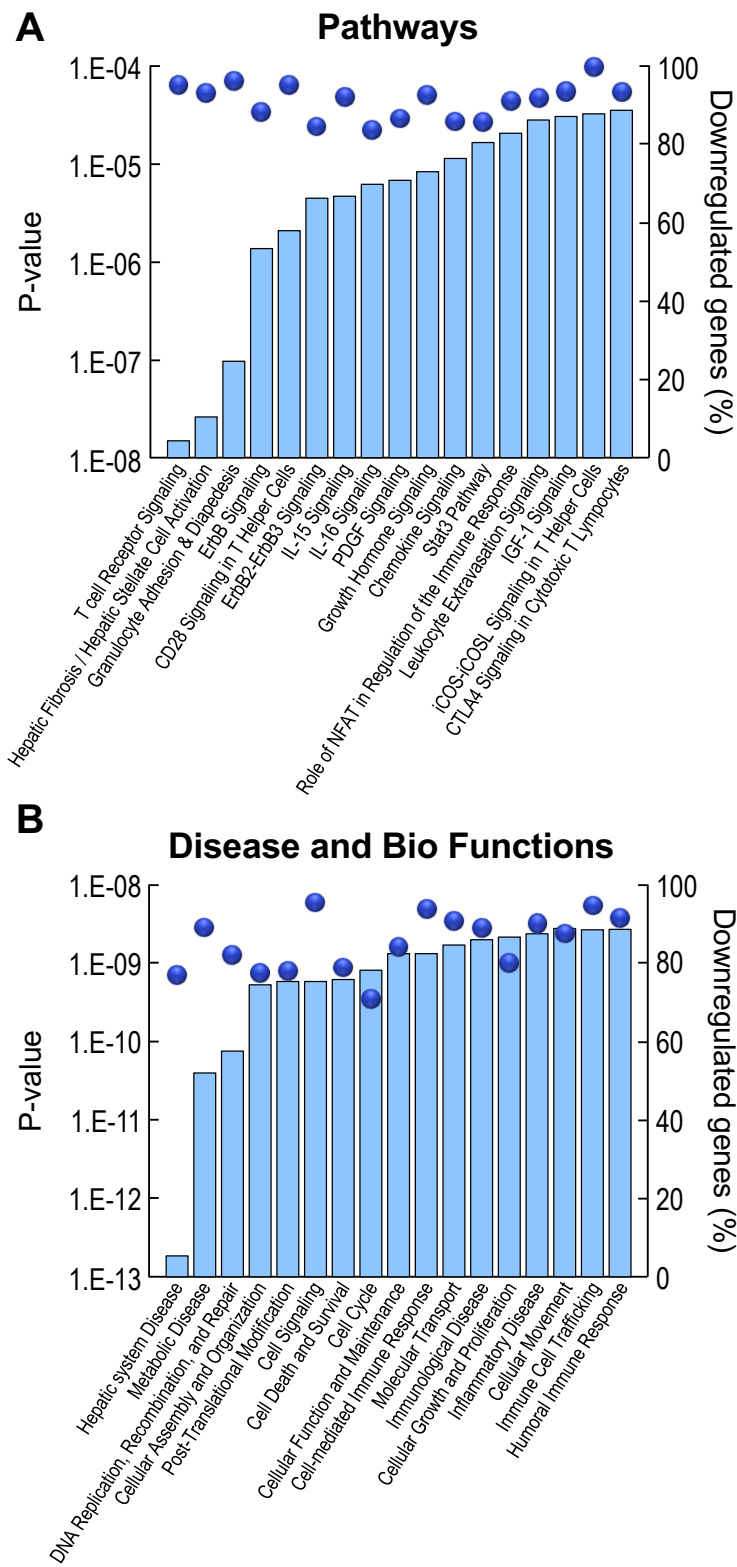 A
Pathways
1.E-04
1.E-05
1.E-06
1.E-07
1.E-08
P-value
100
80
60
40
20
0
Downregulated genes (%)
T cell Receptor Signaling
Hepatic Fibrosis / Hepatic Stellate Cell Activation
Granulocyte Adhesion & Diapedesis
ErbB Signaling
CD28 Signaling in T Helper Cells
ErbB2-ErbB3 Signaling
IL-15 Signaling
IL-16 Signaling
PDGF Signaling
Growth Hormone Signaling
Chemokine Signaling
Stat3 Pathway
Role of NFAT in Regulation of the Immune Response
Leukocyte Extravasation Signaling
IGF-1 Signaling
iCOS-iCOSL Signaling in T Helper Cells
CTLA4 Signaling in Cytotoxic T Lympocytes
B
Disease and Bio Functions
1.E-08
1.E-09
1.E-10
1.E-11
1.E-12
1.E-13
P-value
100
80
60
40
20
0
Downregulated genes (%)
Hepatic system Disease
Metabolic Disease
DNA Replication, Recombination, and Repair
Cellular Assembly and Organization
Post-Translational Modification
Cell Signaling
Cell Death and Survival
Cell Cycle
Cellular Function and Maintenance
Cell-mediated Immune Response
Molecular Transport
Immunological Disease
Cellular Growth and Proliferation
Inflammatory Disease
Cellular Movement
Immune Cell Trafficking
Humoral Immune Response